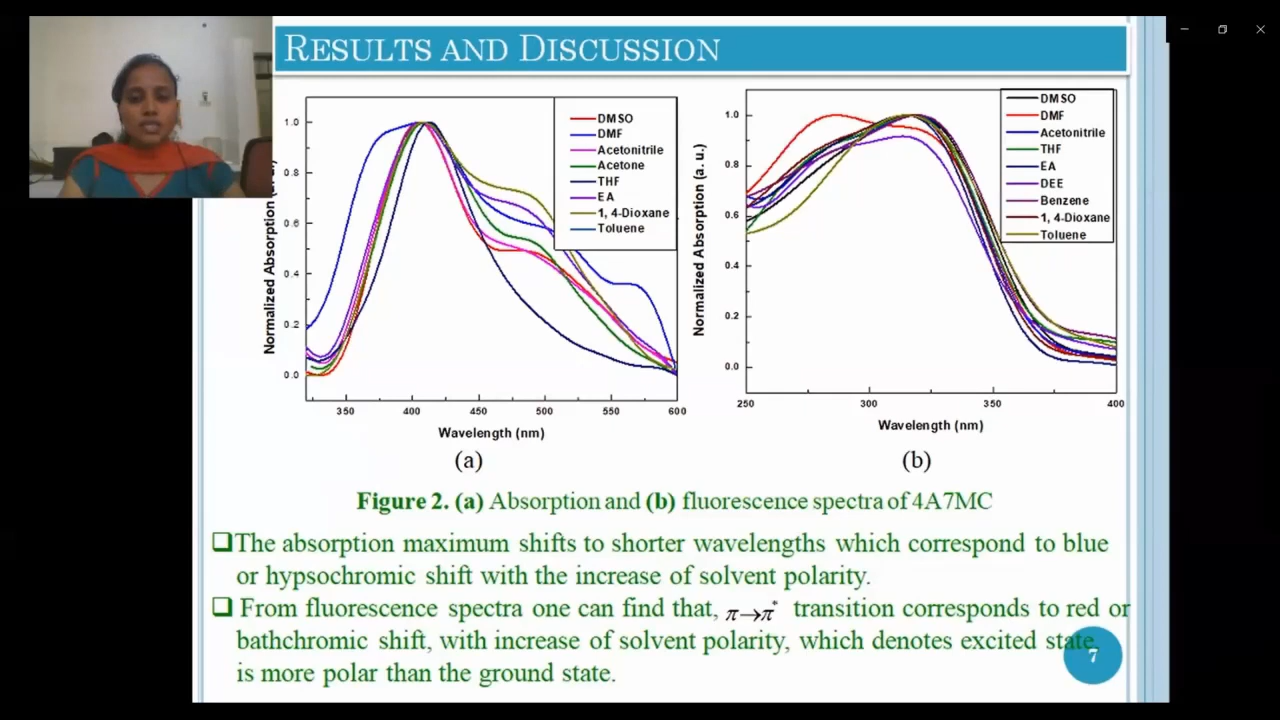 RESULTS AND DISCUSSION
DMSO
DMF
Acetonitrile
Acetone
THF
EA
1, 4-Dioxane
Toluene
1.0
0.8
0.6
0.4
0.2
0.0
Normalized Absorption
350 400 450 500 550 600
Wavelength (nm)
(a)
DMSO
DMF
Acetonitrile
THF
EA
DEE
Benzene
1, 4-Dioxane
Toluene
1.0
0.8
0.6
0.4
0.2
0.0
Normalized Absorption (a. u.)
250 300 350 400
Wavelength (nm)
(b)
Figure 2. (a) Absorption and (b) fluorescence spectra of 4A7MC
❑The absorption maximum shifts to shorter wavelengths which correspond to blue
or hypsochromic shift with the increase of solvent polarity.
❑ From fluorescence spectra one can find that, π→π* transition corresponds to red or
bathchromic shift, with increase of solvent polarity, which denotes excited state
is more polar than the ground state.
7